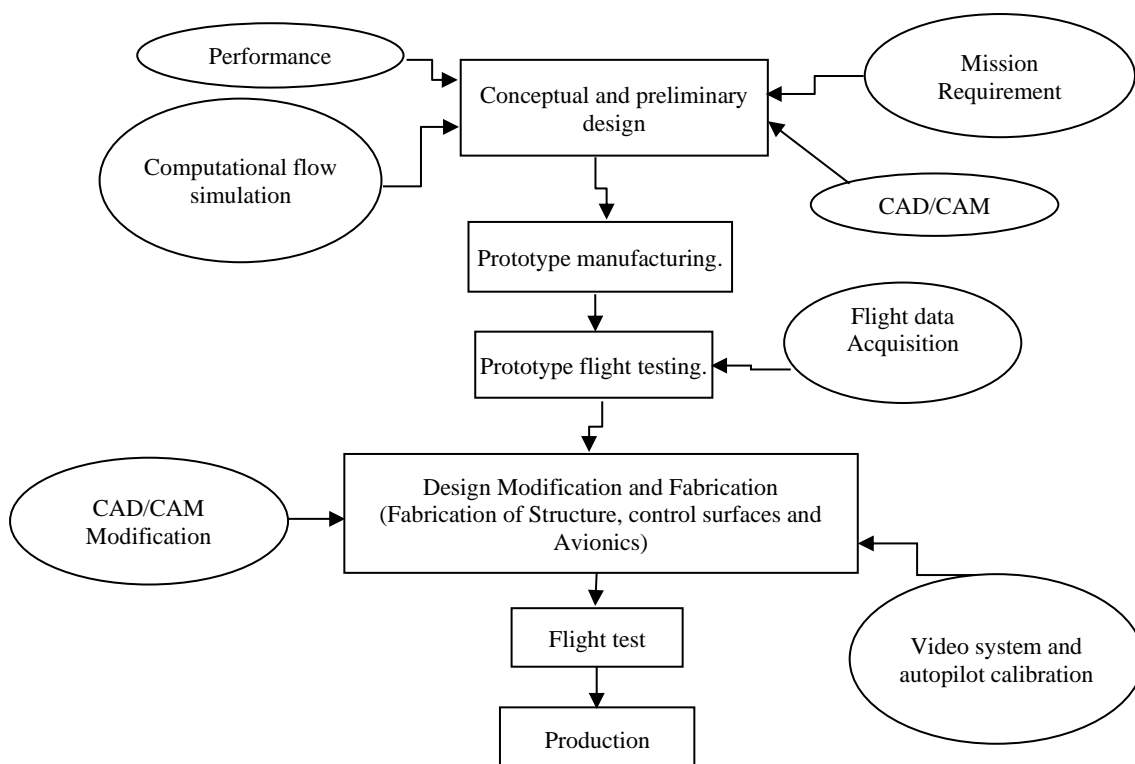 Performance
Mission
Requirement
Conceptual and preliminary
design
Computational flow
simulation
CAD/CAM
Prototype manufacturing.
Flight data
Acquisition
Prototype flight testing.
Design Modification and Fabrication
(Fabrication of Structure, control surfaces and
Avionics)
CAD/CAM
Modification
Flight test
Video system and
autopilot calibration
Production